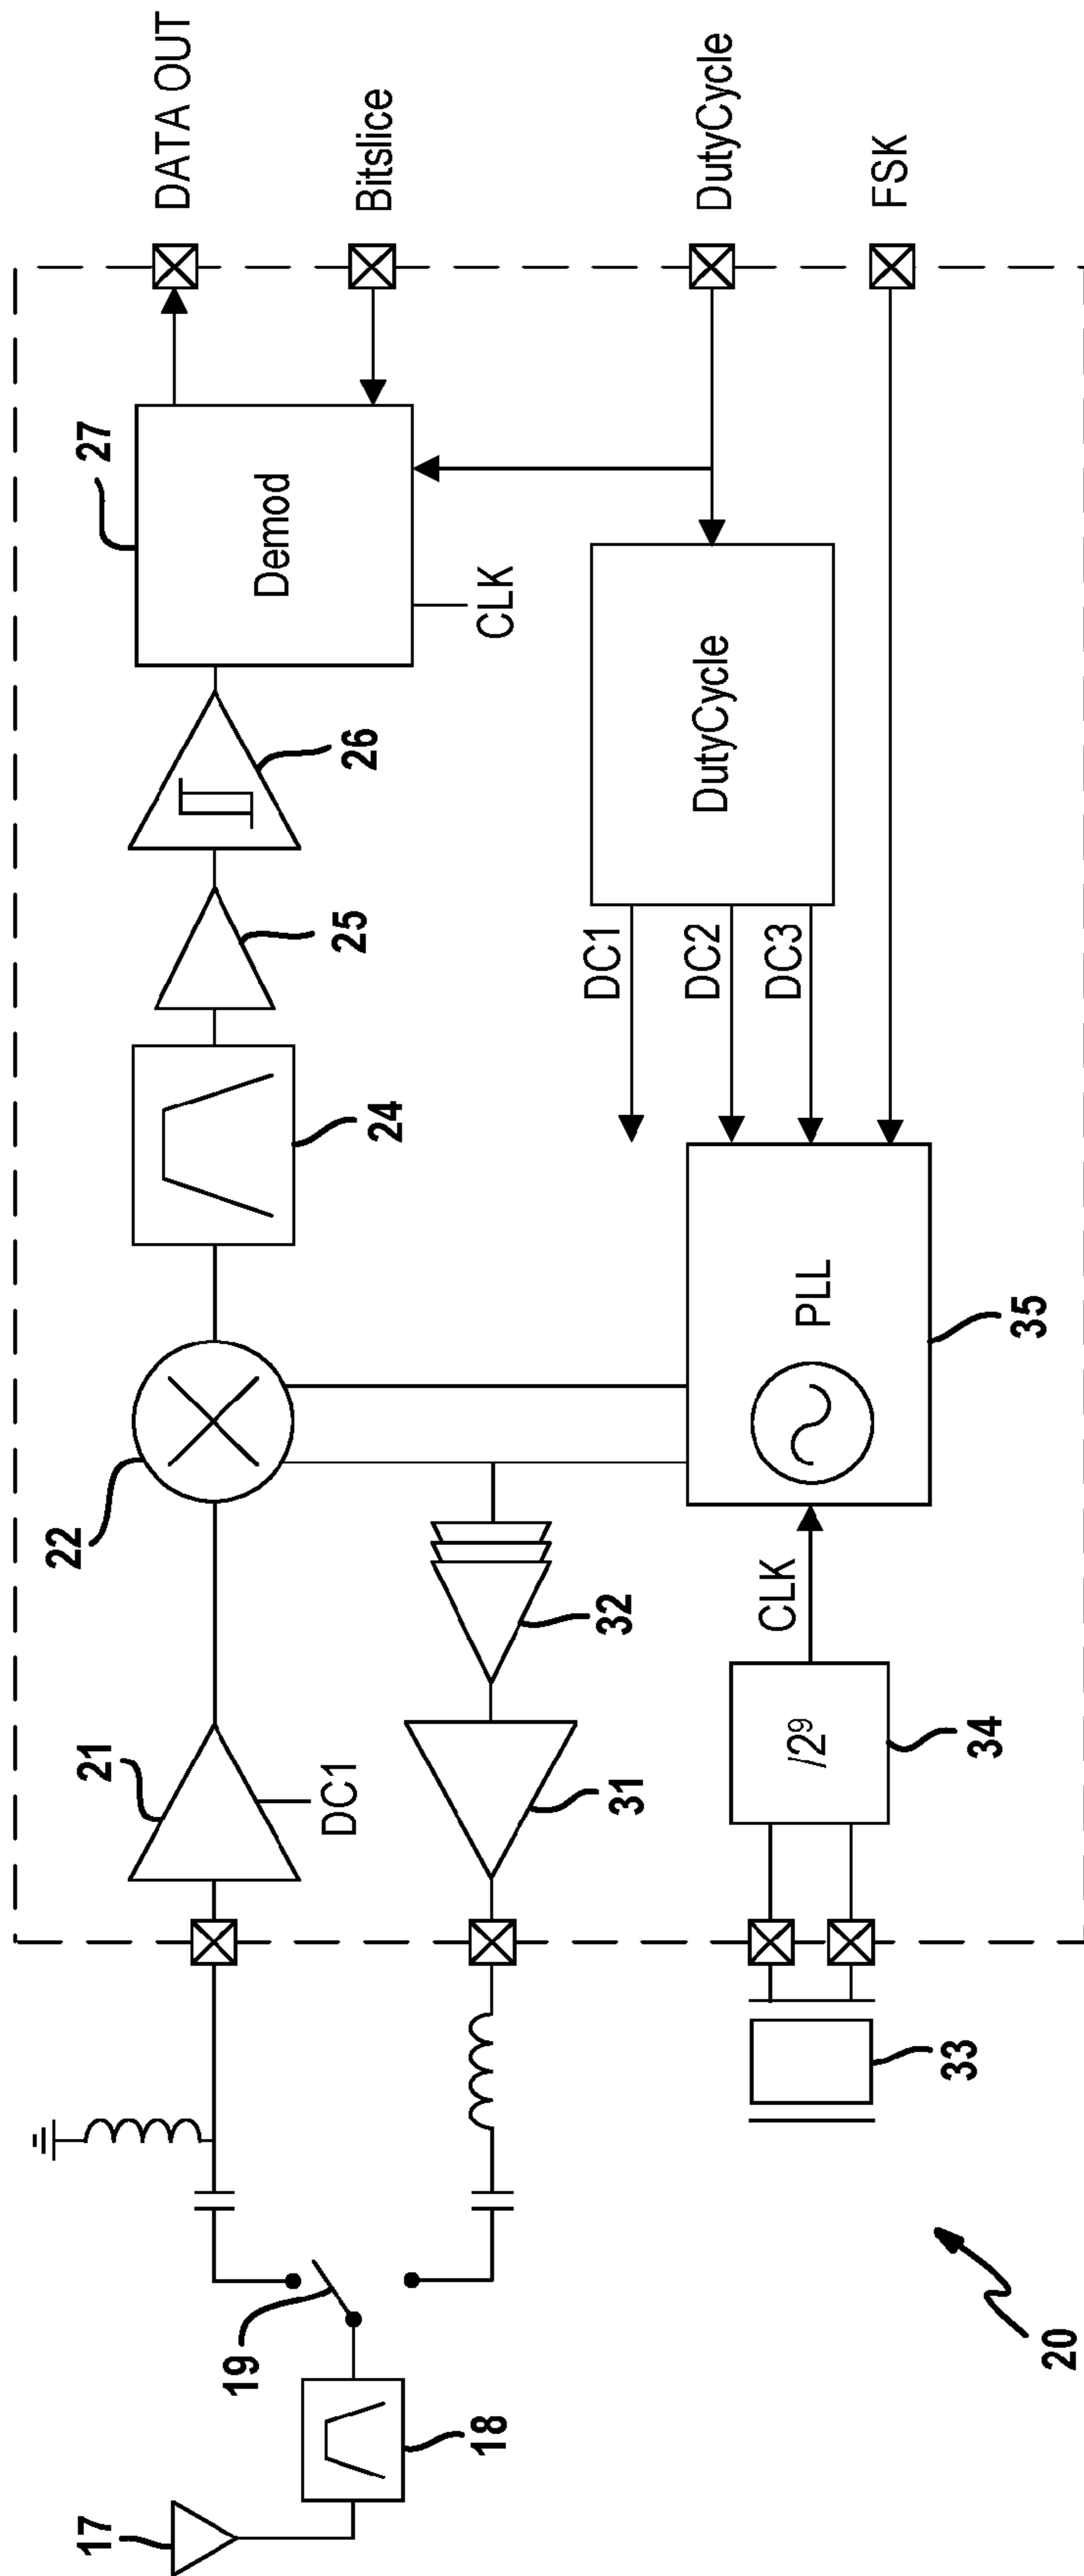 DATA OUT
Bitslice
DutyCycle
FSK
27
Demod
CLK
26
25
24
22
21
DC1
DutyCycle
DC1
DC2
DC3
PLL
35
32
31
CLK
/2⁹
34
33
19
18
17
20